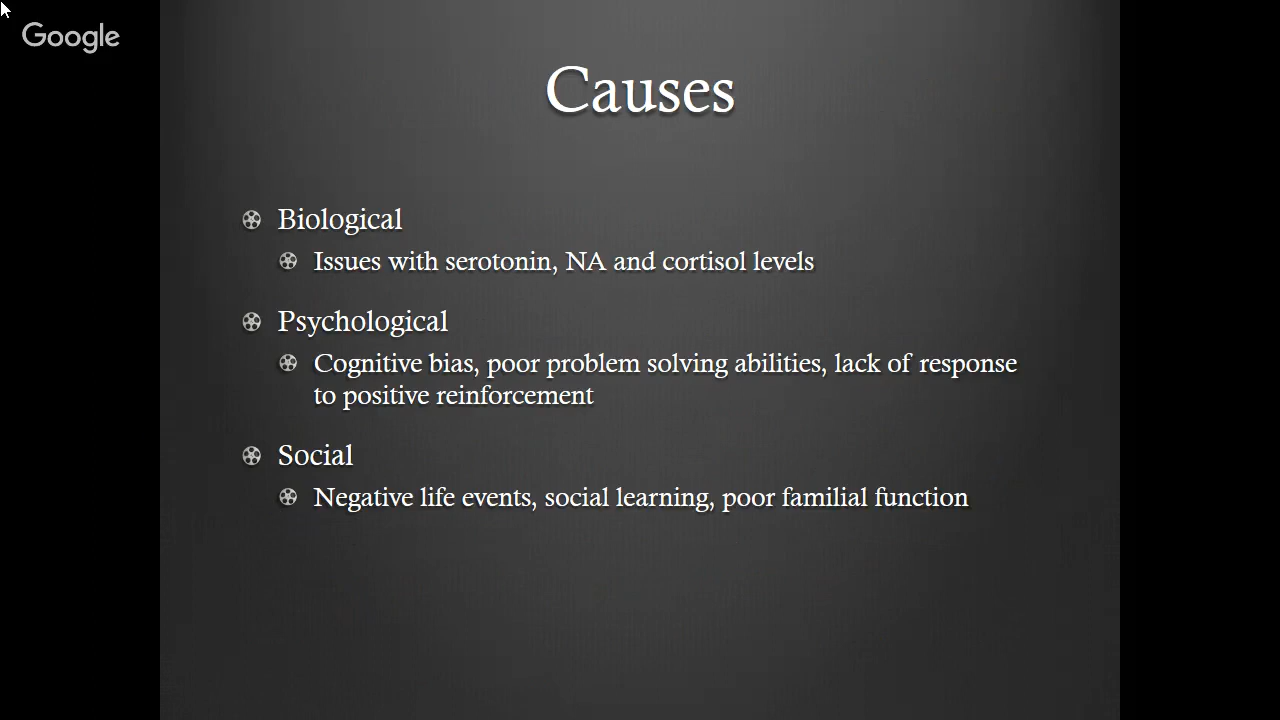 Google
Causes
Biological
Issues with serotonin, NA and cortisol levels
Psychological
Cognitive bias, poor problem solving abilities, lack of response
to positive reinforcement
Social
Negative life events, social learning, poor familial function